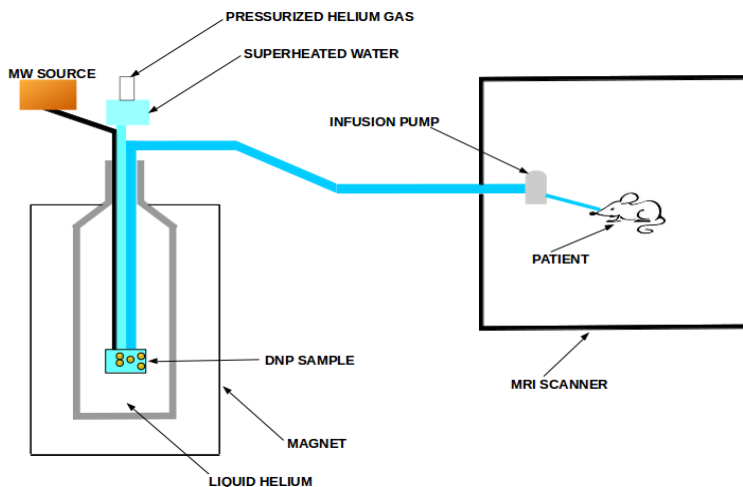 PRESSURIZED HELIUM GAS
SUPERHEATED WATER
MW SOURCE
INFUSION PUMP
PATIENT
DNP SAMPLE
MRI SCANNER
MAGNET
LIQUID HELIUM